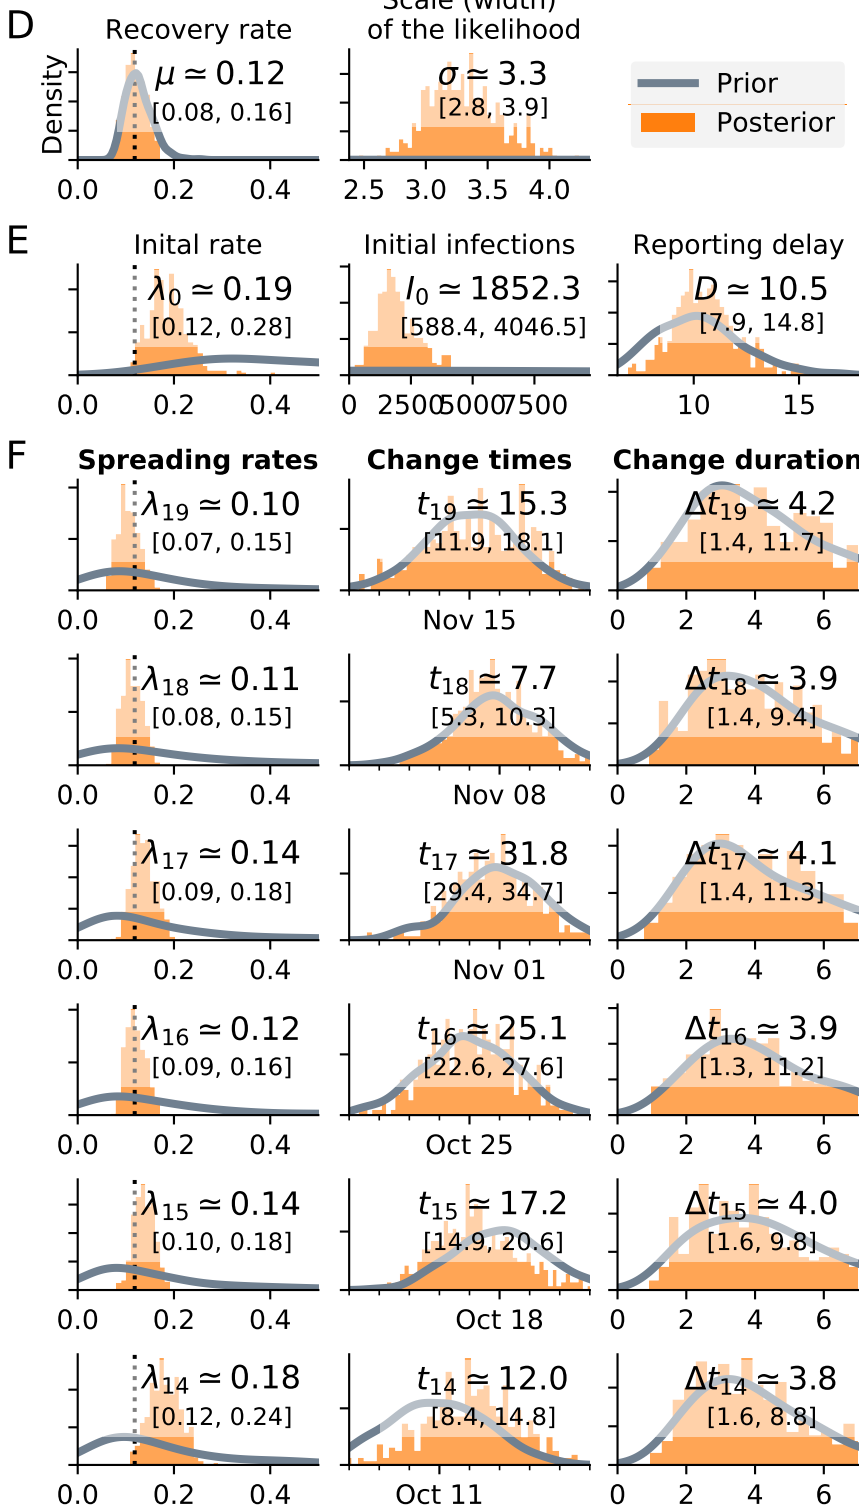 D
Recovery rate
Scale (width)
of the likelihood
Density
μ ≃ 0.12
[0.08, 0.16]
σ ≃ 3.3
[2.8, 3.9]
Prior
Posterior
0.0 0.2 0.4
2.5 3.0 3.5 4.0
E
Inital rate
Initial infections
Reporting delay
λ0 ≃ 0.19
[0.12, 0.28]
I0 ≃ 1852.3
[588.4, 4046.5]
D ≃ 10.5
[7.9, 14.8]
0.0 0.2 0.4
0 2500 5000 7500
10 15
F
Spreading rates
Change times
Change duration
λ19 ≃ 0.10
[0.07, 0.15]
t19 ≃ 15.3
[11.9, 18.1]
Δt19 ≃ 4.2
[1.4, 11.7]
0.0 0.2 0.4
Nov 15
0 2 4 6
λ18 ≃ 0.11
[0.08, 0.15]
t18 ≃ 7.7
[5.3, 10.3]
Δt18 ≃ 3.9
[1.4, 9.4]
0.0 0.2 0.4
Nov 08
0 2 4 6
λ17 ≃ 0.14
[0.09, 0.18]
t17 ≃ 31.8
[29.4, 34.7]
Δt17 ≃ 4.1
[1.4, 11.3]
0.0 0.2 0.4
Nov 01
0 2 4 6
λ16 ≃ 0.12
[0.09, 0.16]
t16 ≃ 25.1
[22.6, 27.6]
Δt16 ≃ 3.9
[1.3, 11.2]
0.0 0.2 0.4
Oct 25
0 2 4 6
λ15 ≃ 0.14
[0.10, 0.18]
t15 ≃ 17.2
[14.9, 20.6]
Δt15 ≃ 4.0
[1.6, 9.8]
0.0 0.2 0.4
Oct 18
0 2 4 6
λ14 ≃ 0.18
[0.12, 0.24]
t14 ≃ 12.0
[8.4, 14.8]
Δt14 ≃ 3.8
[1.6, 8.8]
0.0 0.2 0.4
Oct 11
0 2 4 6